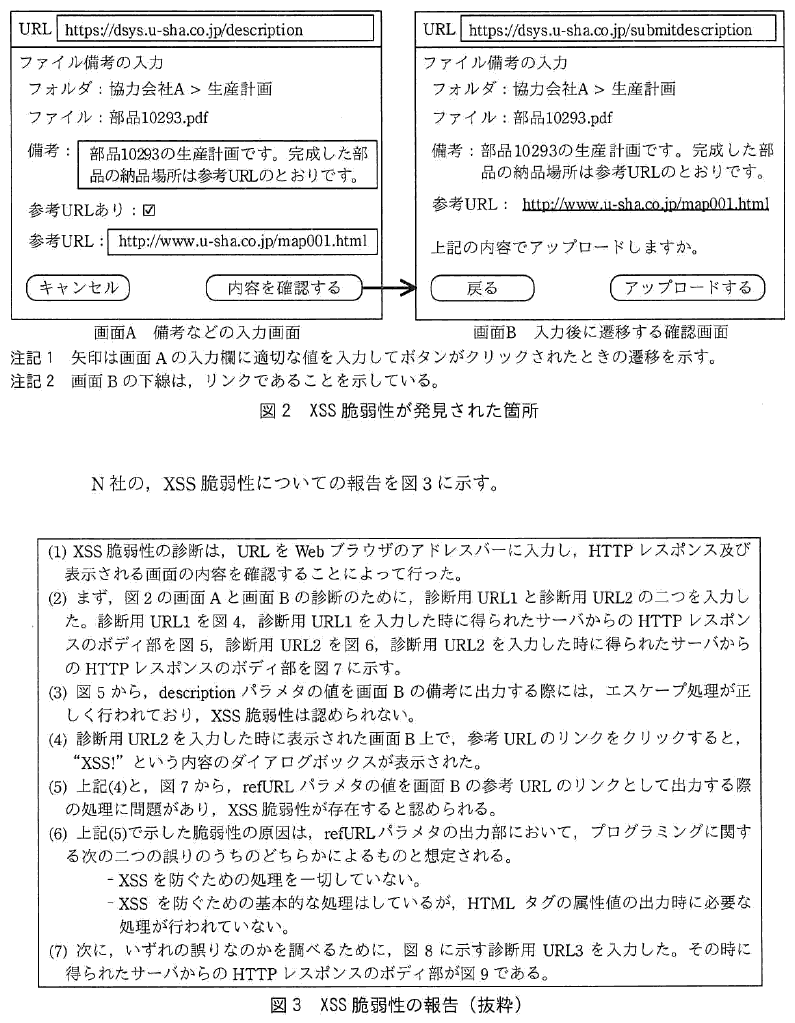 URL https://dsys.u-sha.co.jp/description
ファイル備考の入力
フォルダ：協力会社A > 生産計画
ファイル：部品10293.pdf
備考：部品10293の生産計画です。完成した部
品の納品場所は参考URLのとおりです。
参考URLあり：☑
参考URL：http://www.u-sha.co.jp/map001.html
キャンセル
内容を確認する
画面A 備考などの入力画面
URL https://dsys.u-sha.co.jp/submitdescription
ファイル備考の入力
フォルダ：協力会社A > 生産計画
ファイル：部品10293.pdf
備考：部品10293の生産計画です。完成した部
品の納品場所は参考URLのとおりです。
参考URL：http://www.u-sha.co.jp/map001.html
上記の内容でアップロードしますか。
戻る
アップロードする
画面B 入力後に遷移する確認画面
注記1 矢印は画面Aの入力欄に適切な値を入力してボタンがクリックされたときの遷移を示す。
注記2 画面Bの下線は，リンクであることを示している。
図2 XSS脆弱性が発見された箇所
N社の，XSS脆弱性についての報告を図3に示す。
(1) XSS脆弱性の診断は，URLをWebブラウザのアドレスバーに入力し，HTTPレスポンス及び
表示される画面の内容を確認することによって行った。
(2) まず，図2の画面Aと画面Bの診断のために，診断用URL1と診断用URL2の二つを入力し
た。診断用URL1を図4，診断用URL1を入力した時に得られたサーバからのHTTPレスポン
スのボディ部を図5，診断用URL2を図6，診断用URL2を入力した時に得られたサーバから
のHTTPレスポンスのボディ部を図7に示す。
(3) 図5から，descriptionパラメタの値を画面Bの備考に出力する際には，エスケープ処理が正
しく行われており，XSS脆弱性は認められない。
(4) 診断用URL2を入力した時に表示された画面B上で，参考URLのリンクをクリックすると，
“XSS!”という内容のダイアログボックスが表示された。
(5) 上記(4)と，図7から，refURLパラメタの値を画面Bの参考URLのリンクとして出力する際
の処理に問題があり，XSS脆弱性が存在すると認められる。
(6) 上記(5)で示した脆弱性の原因は，refURLパラメタの出力部において，プログラミングに関す
る次の二つの誤りのうちのどちらかによるものと想定される。
- XSSを防ぐための処理を一切していない。
- XSSを防ぐための基本的な処理はしているが，HTMLタグの属性値の出力時に必要な
処理が行われていない。
(7) 次に，いずれの誤りなのかを調べるために，図8に示す診断用URL3を入力した。その時に
得られたサーバからのHTTPレスポンスのボディ部が図9である。
図3 XSS脆弱性の報告（抜粋）